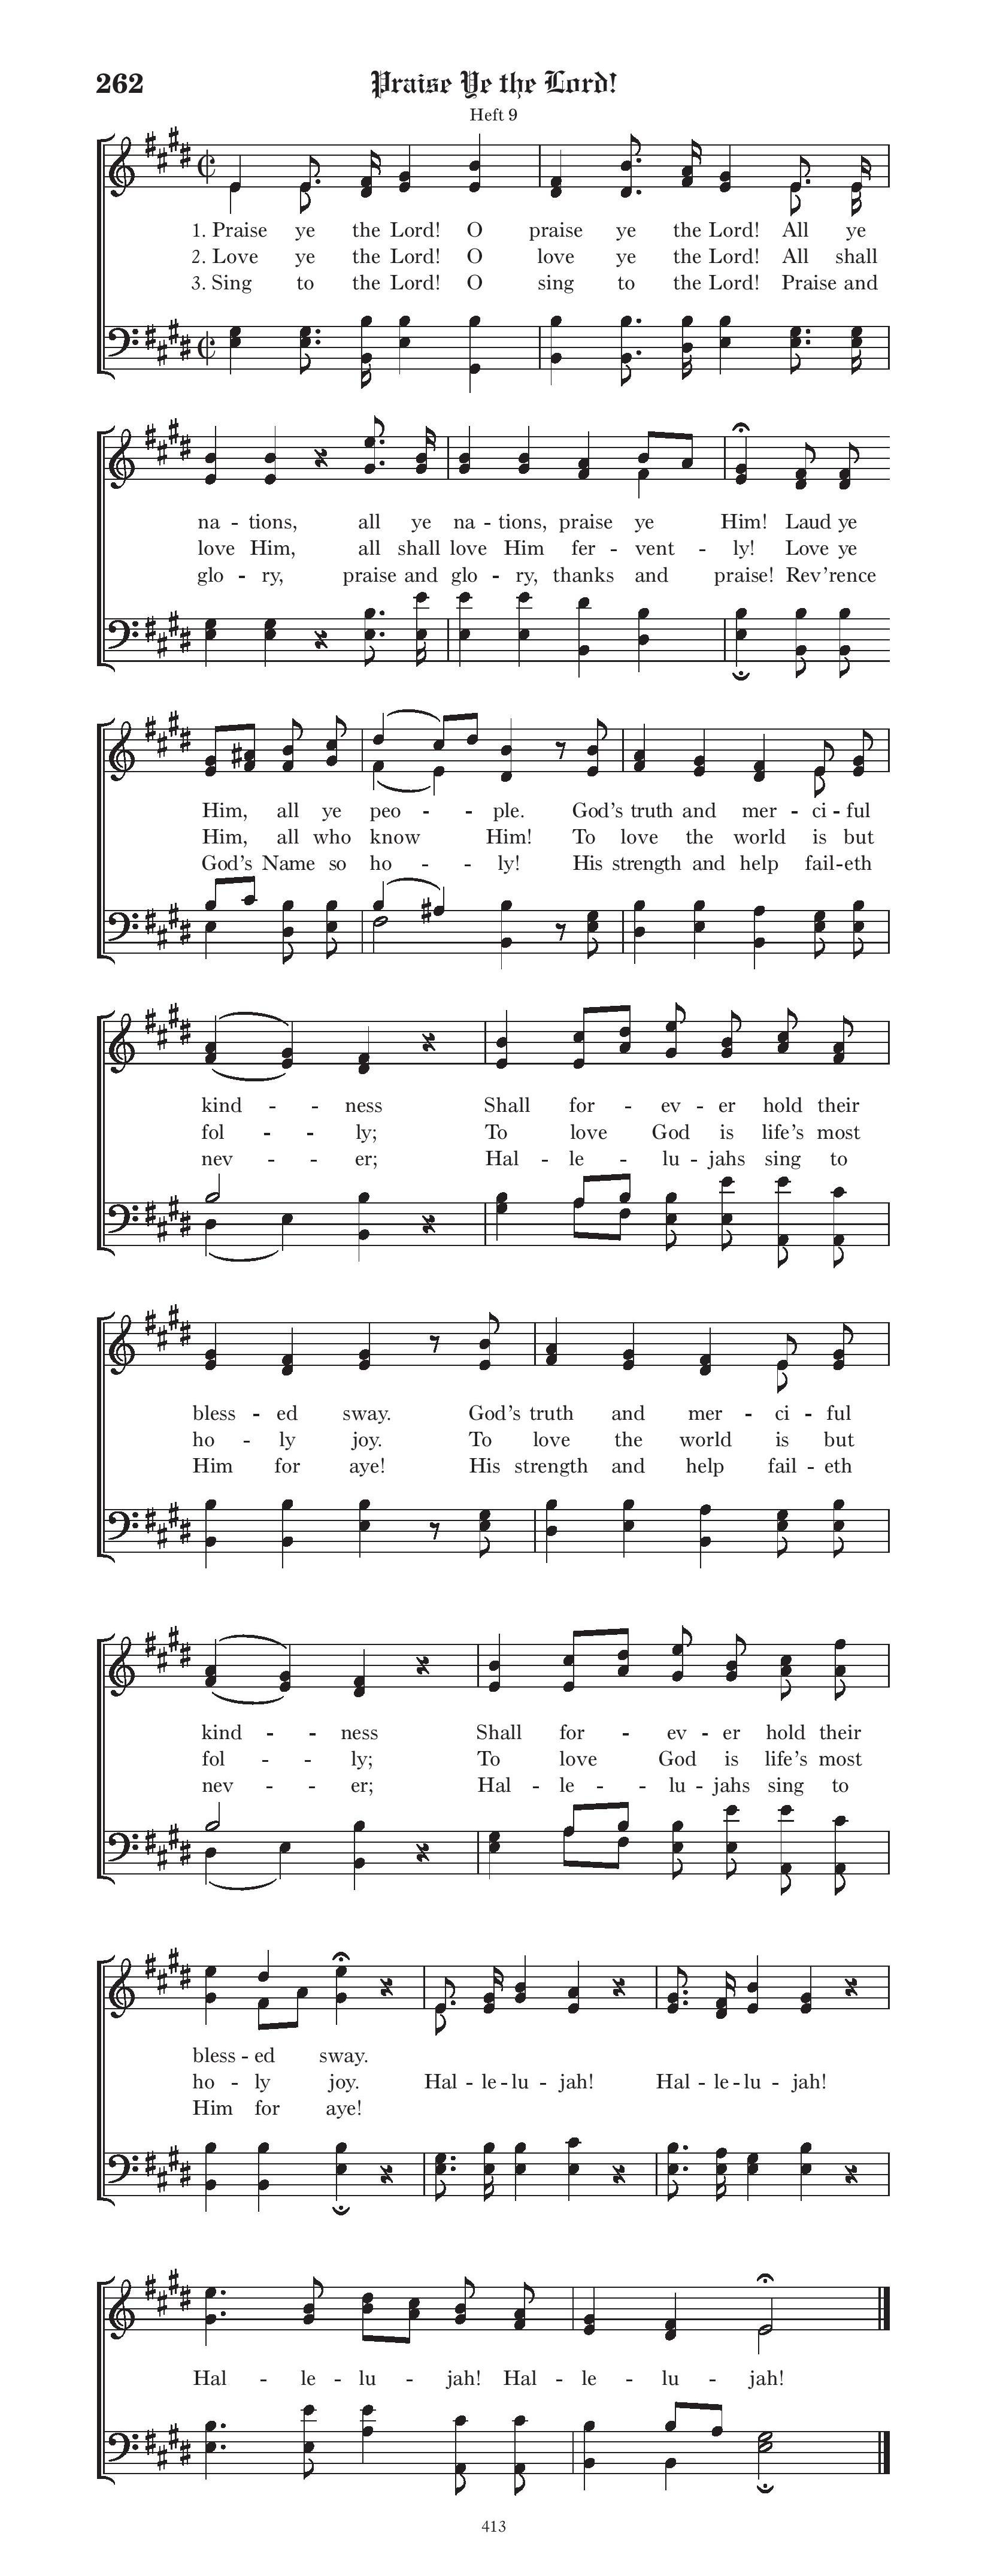 262 Praise Ye the Lord!
Heft 9
1. Praise ye the Lord! O praise ye the Lord! All ye
2. Love ye the Lord! O love ye the Lord! All shall
3. Sing to the Lord! O sing to the Lord! Praise and
na - tions, all ye na - tions, praise ye Him! Laud ye
love Him, all shall love Him fer - vent - ly! Love ye
glo - ry, praise and glo - ry, thanks and praise! Rev’rence
Him, all ye peo - - ple. God’s truth and mer - ci - ful
Him, all who know Him! To love the world is but
God’s Name so ho - - ly! His strength and help fail - eth
kind - - ness Shall for - ev - er hold their
fol - - ly; To love God is life’s most
nev - - er; Hal - le - lu - jahs sing to
bless - ed sway. God’s truth and mer - ci - ful
ho - ly joy. To love the world is but
Him for aye! His strength and help fail - eth
kind - - ness Shall for - ev - er hold their
fol - - ly; To love God is life’s most
nev - - er; Hal - le - - lu - jahs sing to
bless - ed sway.
ho - ly joy. Hal - le - lu - jah! Hal - le - lu - jah!
Him for aye!
Hal - le - lu - jah! Hal - le - lu - jah!
413